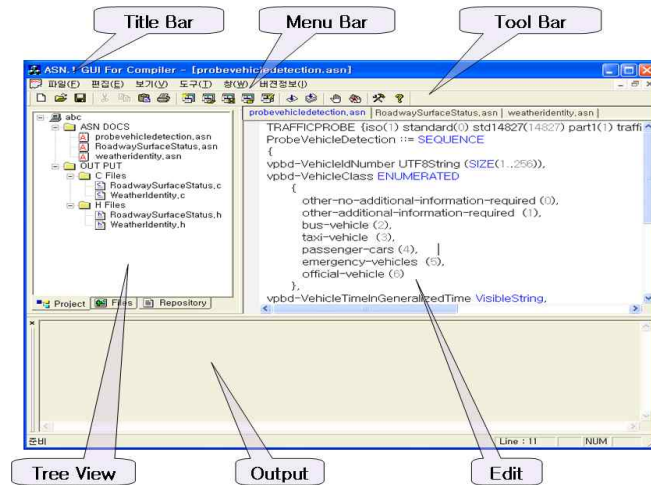 Title Bar
Menu Bar
Tool Bar
ASN.1 GUI For Compiler - [probevehicledetection.asn]
파일(F) 편집(E) 보기(V) 도구(T) 창(W) 버전정보(I)
abc
ASN DOCS
probevehicledetection.asn
RoadwaySurfaceStatus.asn
weatheridentity.asn
OUT PUT
C Files
RoadwaySurfaceStatus.c
WeatherIdentity.c
H Files
RoadwaySurfaceStatus.h
WeatherIdentity.h
Project Files Repository
probevehicledetection.asn RoadwaySurfaceStatus.asn weatheridentity.asn
TRAFFICPROBE {iso(1) standard(0) std14827(14827) part1(1) traffi
ProbeVehicleDetection ::= SEQUENCE
{
vpbd-VehicleIdNumber UTF8String (SIZE(1..256)),
vpbd-VehicleClass ENUMERATED
{
other-no-additional-information-required (0),
other-additional-information-required (1),
bus-vehicle (2),
taxi-vehicle (3),
passenger-cars (4),
emergency-vehicles (5),
official-vehicle (6)
},
vpbd-VehicleTimeInGeneralizedTime VisibleString,
준비
Line : 11
NUM
Tree View
Output
Edit